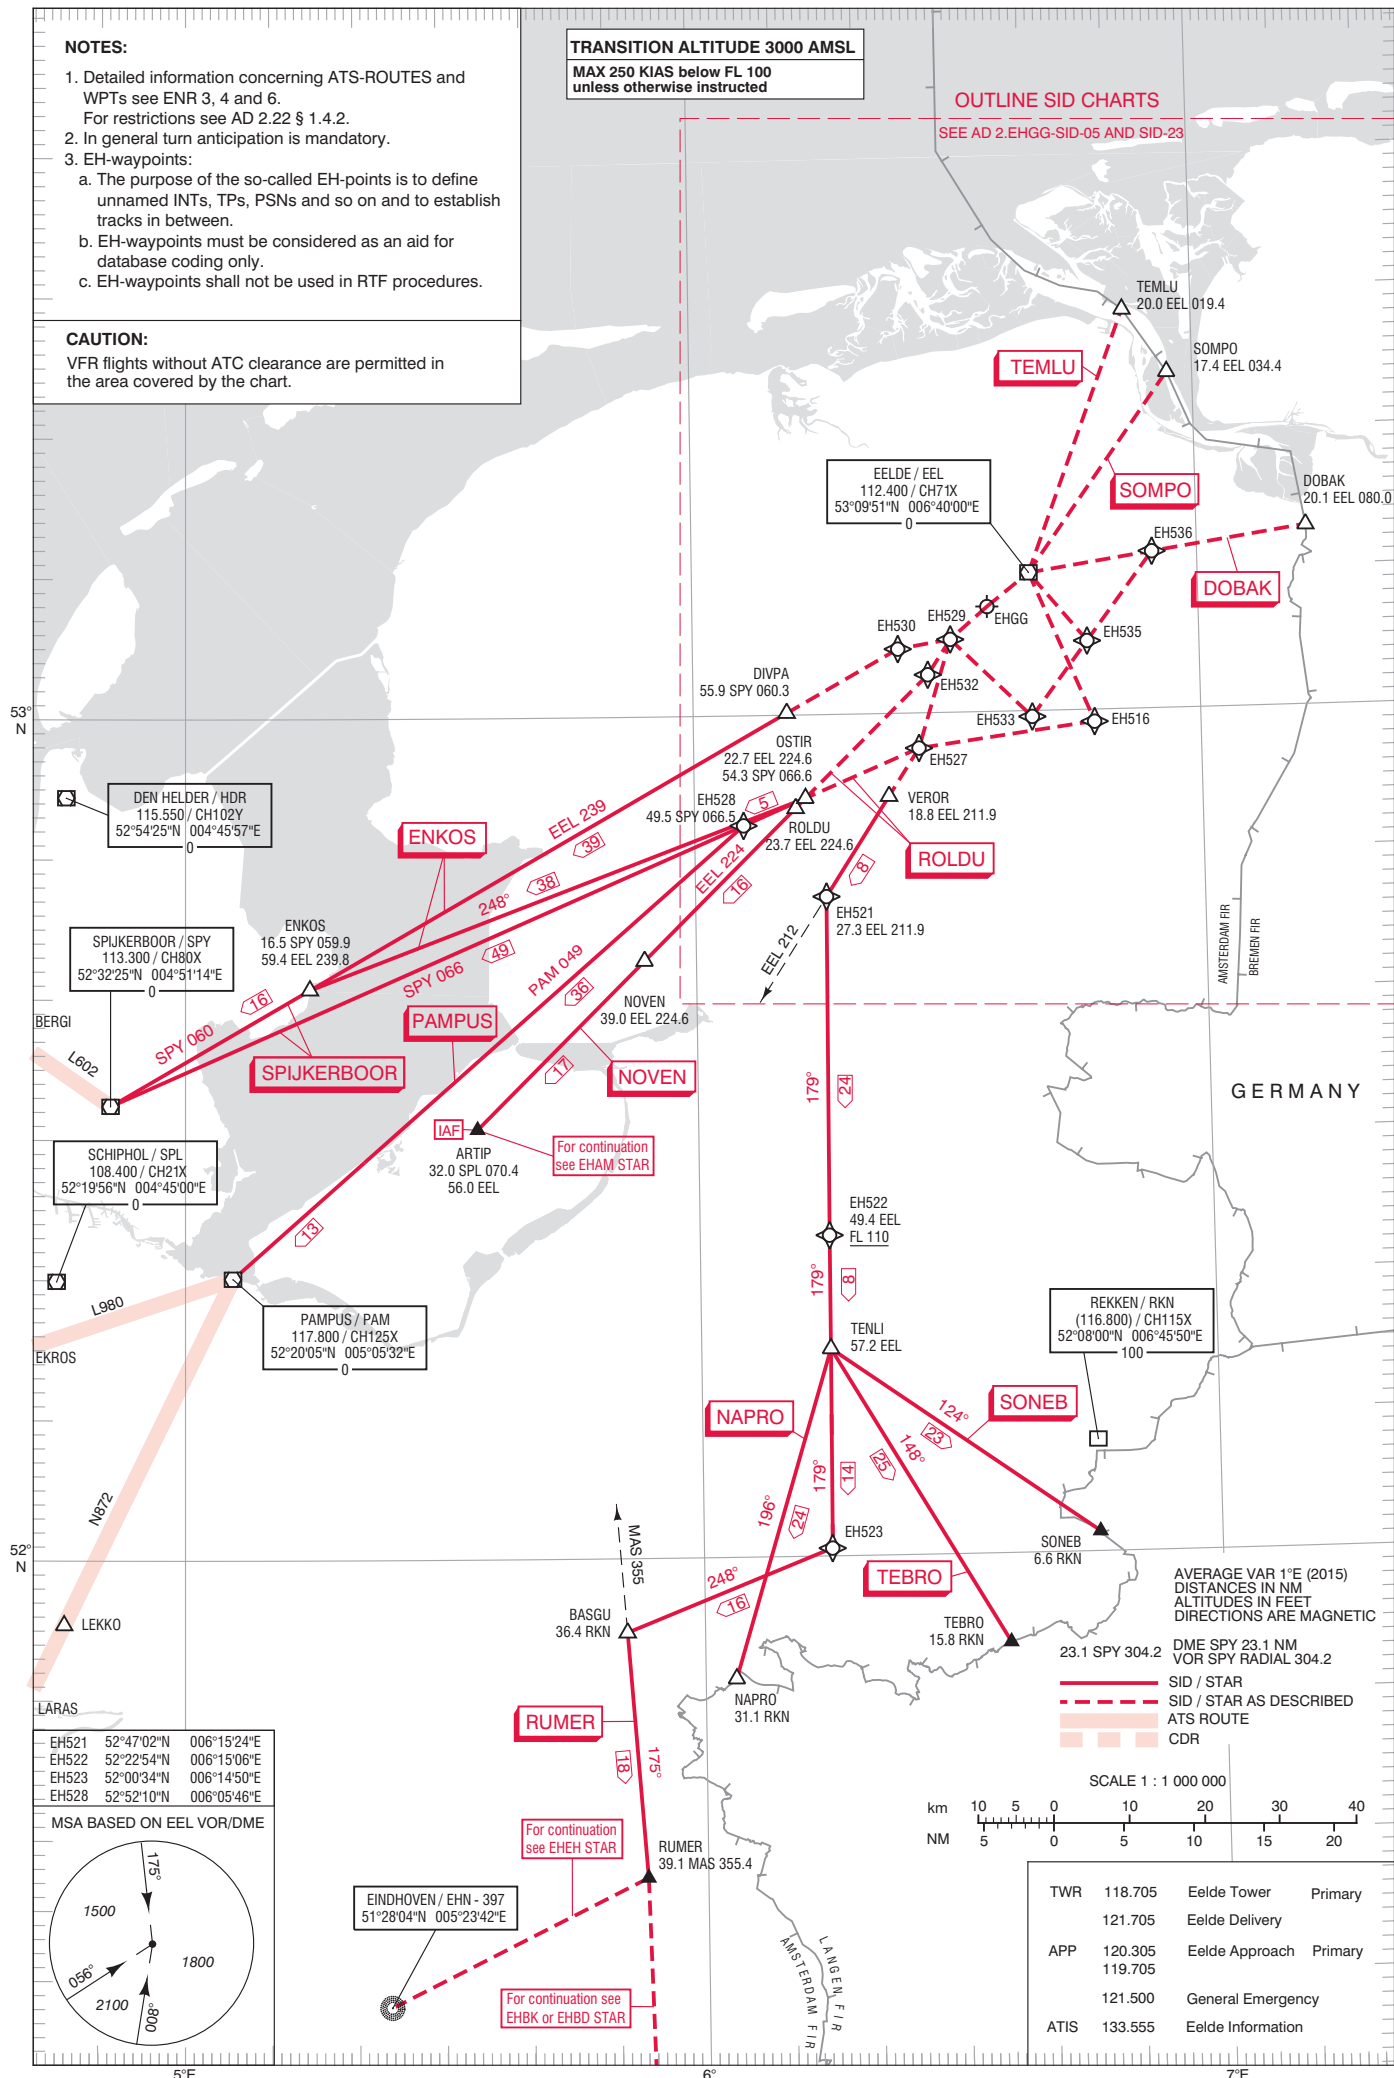 NOTES:
1. Detailed information concerning ATS-ROUTES and
WPTs see ENR 3, 4 and 6.
For restrictions see AD 2.22 § 1.4.2.
2. In general turn anticipation is mandatory.
3. EH-waypoints:
a. The purpose of the so-called EH-points is to define
unnamed INTs, TPs, PSNs and so on and to establish
tracks in between.
b. EH-waypoints must be considered as an aid for
database coding only.
c. EH-waypoints shall not be used in RTF procedures.
CAUTION:
VFR flights without ATC clearance are permitted in
the area covered by the chart.
TRANSITION ALTITUDE 3000 AMSL
MAX 250 KIAS below FL 100
unless otherwise instructed
OUTLINE SID CHARTS
SEE AD 2.EHGG-SID-05 AND SID-23
TEMLU
20.0 EEL 019.4
SOMPO
17.4 EEL 034.4
TEMLU
SOMPO
EELDE / EEL
112.400 / CH71X
53°09'51"N 006°40'00"E
0
DOBAK
20.1 EEL 080.0
EH536
DOBAK
EHGG
EH529
EH530
EH535
EH532
DIVPA
55.9 SPY 060.3
EH533
EH516
53°
N
EH527
OSTIR
22.7 EEL 224.6
54.3 SPY 066.6
DEN HELDER / HDR
115.550 / CH102Y
52°54'25"N 004°45'57"E
0
EH528
49.5 SPY 066.5
5
ROLDU
23.7 EEL 224.6
VEROR
18.8 EEL 211.9
ROLDU
EEL 239
39
ENKOS
38
248°
EEL 224
16
8
EH521
27.3 EEL 211.9
ENKOS
16.5 SPY 059.9
59.4 EEL 239.8
SPIJKERBOOR / SPY
113.300 / CH80X
52°32'25"N 004°51'14"E
0
49
SPY 066
PAM 049
36
EEL 212
AMSTERDAM FIR
BREMEN FIR
16
SPY 060
BERGI
L602
PAMPUS
NOVEN
39.0 EEL 224.6
SPIJKERBOOR
17
NOVEN
179°
24
GERMANY
IAF
ARTIP
32.0 SPL 070.4
56.0 EEL
For continuation
see EHAM STAR
SCHIPHOL / SPL
108.400 / CH21X
52°19'56"N 004°45'00"E
0
13
EH522
49.4 EEL
FL 110
179°
8
L980
EKROS
PAMPUS / PAM
117.800 / CH125X
52°20'05"N 005°05'32"E
0
REKKEN / RKN
(116.800) / CH115X
52°08'00"N 006°45'50"E
100
TENLI
57.2 EEL
NAPRO
SONEB
124°
23
148°
25
179°
14
196°
24
N872
MAS 355
EH523
52°
N
SONEB
6.6 RKN
TEBRO
248°
16
BASGU
36.4 RKN
TEBRO
15.8 RKN
LEKKO
NAPRO
31.1 RKN
AVERAGE VAR 1°E (2015)
DISTANCES IN NM
ALTITUDES IN FEET
DIRECTIONS ARE MAGNETIC
23.1 SPY 304.2
DME SPY 23.1 NM
VOR SPY RADIAL 304.2
SID / STAR
SID / STAR AS DESCRIBED
ATS ROUTE
CDR
LARAS
RUMER
18
175°
EH521 52°47'02"N 006°15'24"E
EH522 52°22'54"N 006°15'06"E
EH523 52°00'34"N 006°14'50"E
EH528 52°52'10"N 006°05'46"E
SCALE 1 : 1 000 000
km 10 5 0 10 20 30 40
NM 5 0 5 10 15 20
MSA BASED ON EEL VOR/DME
175°
1500
1800
056°
2100
008°
For continuation
see EHEH STAR
RUMER
39.1 MAS 355.4
EINDHOVEN / EHN - 397
51°28'04"N 005°23'42"E
For continuation see
EHBK or EHBD STAR
LANGEN FIR
AMSTERDAM FIR
TWR 118.705 Eelde Tower Primary
121.705 Eelde Delivery
APP 120.305 Eelde Approach Primary
119.705
121.500 General Emergency
ATIS 133.555 Eelde Information
5°E
6°
7°E